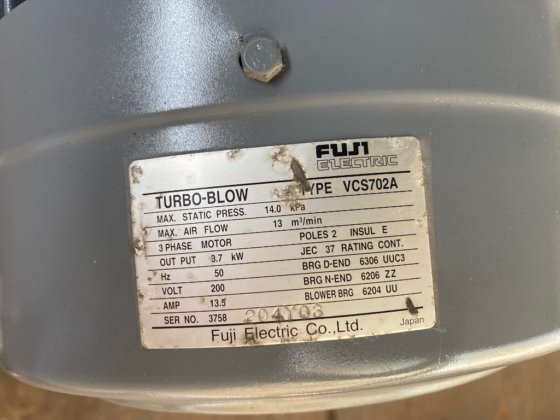 FUJI
ELECTRIC
TURBO-BLOW TYPE VCS702A
MAX. STATIC PRESS. 14.0 kPa
MAX. AIR FLOW 13 m³/min
3 PHASE MOTOR POLES 2 INSUL E
OUT PUT 3.7 kW JEC 37 RATING CONT.
Hz 50 BRG D-END 6306 UUC3
VOLT 200 BRG N-END 6206 ZZ
AMP 13.5 BLOWER BRG 6204 UU
SER NO. 3758 204Y03
Fuji Electric Co.,Ltd. Japan